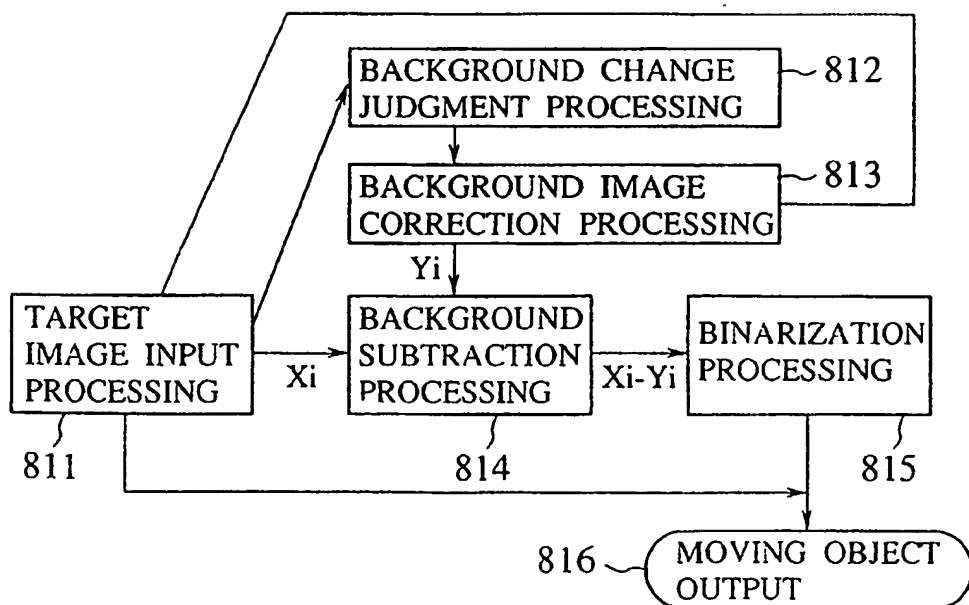 BACKGROUND CHANGE
JUDGMENT PROCESSING
812
BACKGROUND IMAGE
CORRECTION PROCESSING
813
Yi
TARGET
IMAGE INPUT
PROCESSING
811
Xi
BACKGROUND
SUBTRACTION
PROCESSING
814
Xi-Yi
BINARIZATION
PROCESSING
815
816
MOVING OBJECT
OUTPUT